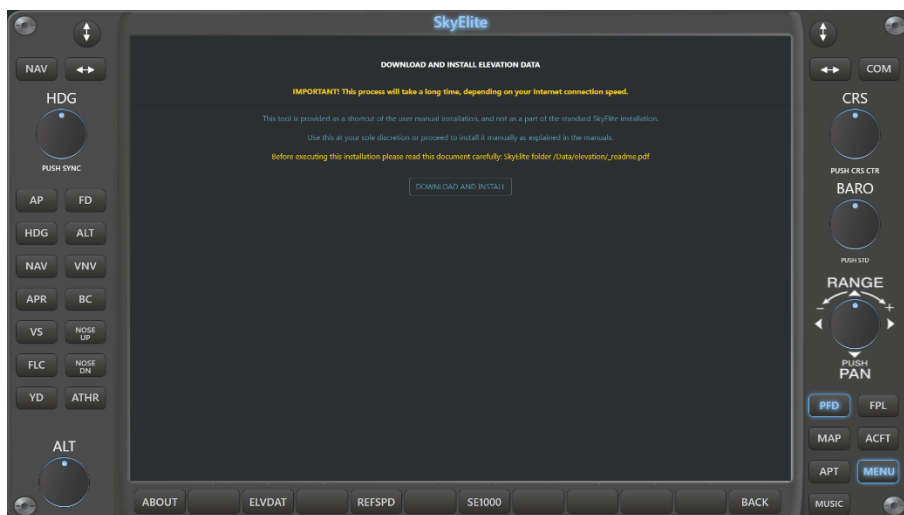 SkyElite
NAV
COM
HDG
CRS
PUSH SYNC
PUSH CRS CTR
BARO
PUSH STD
AP
FD
HDG
ALT
NAV
VNV
APR
BC
VS
NOSE
UP
FLC
NOSE
DN
YD
ATHR
ALT
DOWNLOAD AND INSTALL ELEVATION DATA
IMPORTANT! This process will take a long time, depending on your Internet connection speed.
This tool is provided as a shortcut of the user manual installation, and not as a part of the standard SkyElite installation.
Use this at your sole discretion or proceed to install it manually as explained in the manuals.
Before executing this installation please read this document carefully: SkyElite folder /Data/elevation/_readme.pdf
DOWNLOAD AND INSTALL
RANGE
-
+
PUSH
PAN
PFD
FPL
MAP
ACFT
APT
MENU
MUSIC
ABOUT
ELVDAT
REFSPD
SE1000
BACK